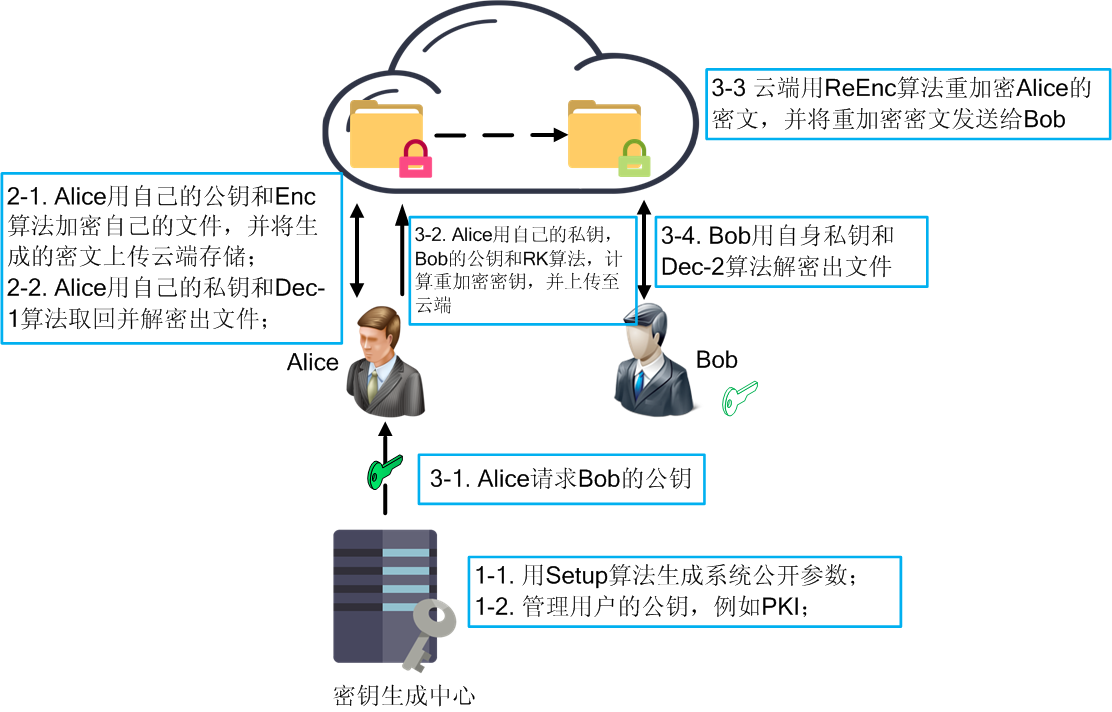 3-3 云端用ReEnc算法重加密Alice的
密文，并将重加密密文发送给Bob
2-1. Alice用自己的公钥和Enc
算法加密自己的文件，并将生
成的密文上传云端存储；
2-2. Alice用自己的私钥和Dec-
1算法取回并解密出文件；
3-2. Alice用自己的私钥，
Bob的公钥和RK算法，计
算重加密密钥，并上传至
云端
3-4. Bob用自身私钥和
Dec-2算法解密出文件
Alice
Bob
3-1. Alice请求Bob的公钥
1-1. 用Setup算法生成系统公开参数；
1-2. 管理用户的公钥，例如PKI；
密钥生成中心